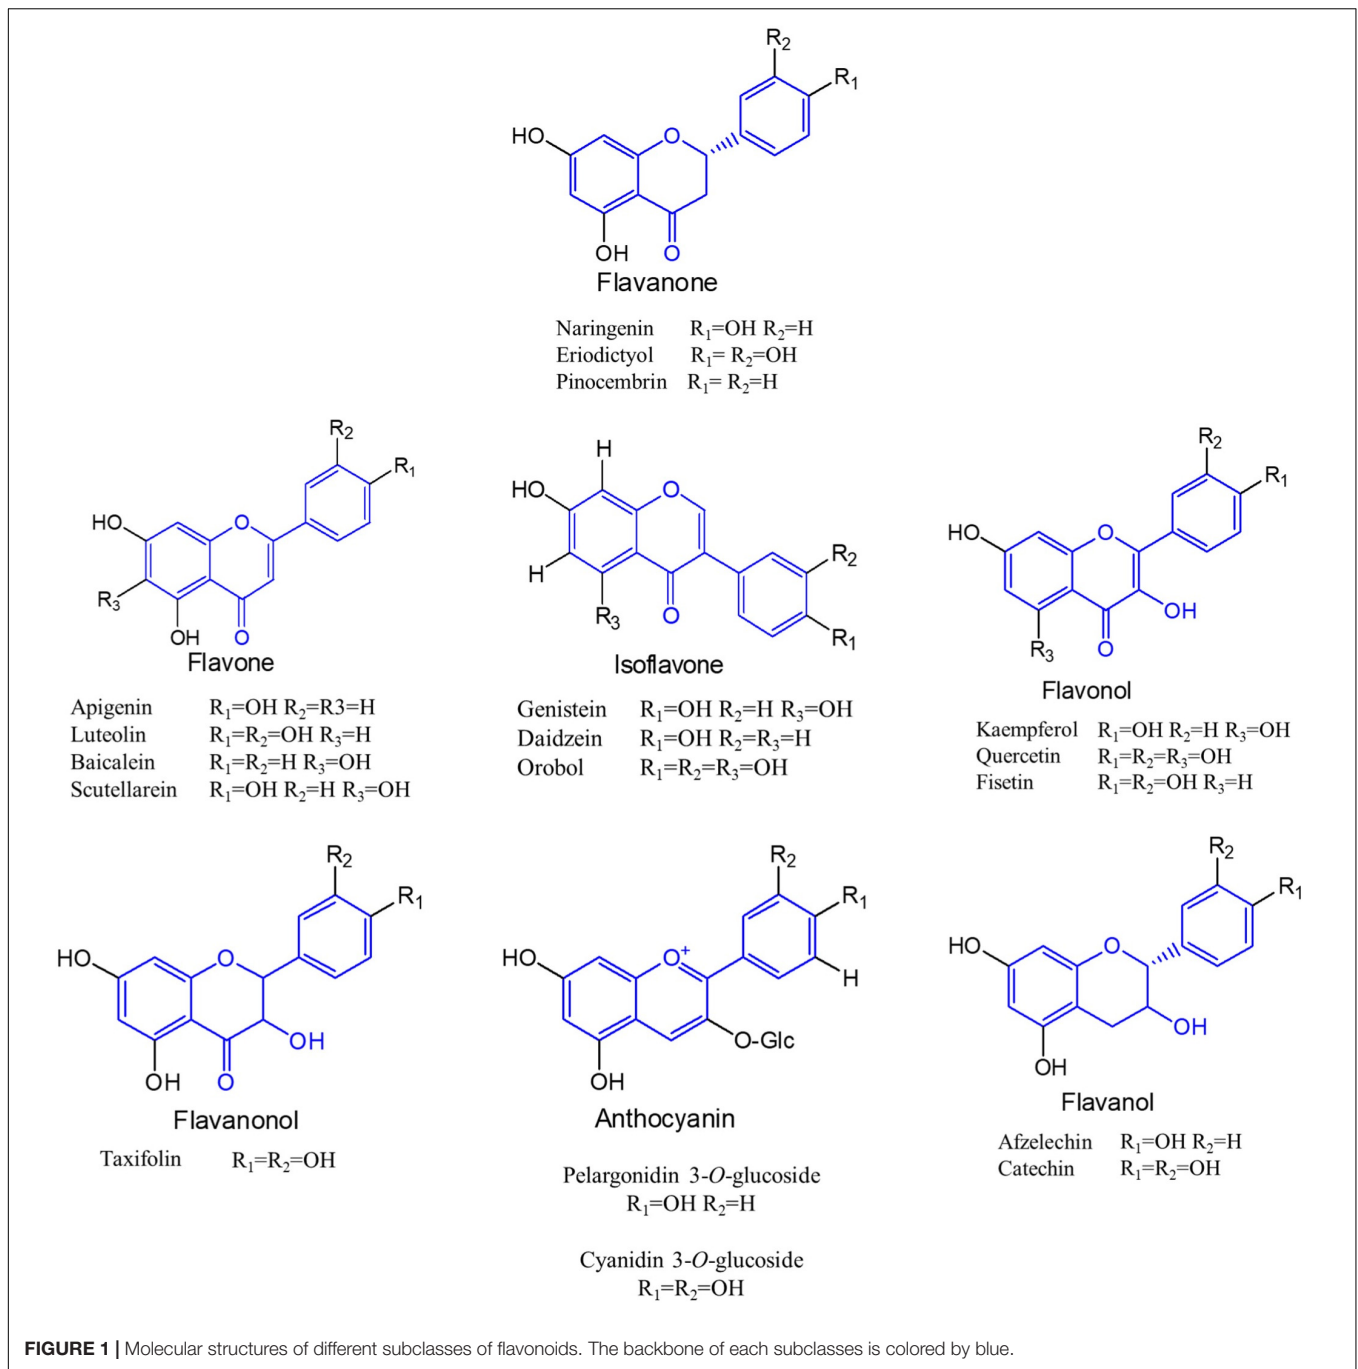 R₂
R₁
HO
O
OH
O
Flavanone
Naringenin R₁=OH R₂=H
Eriodictyol R₁= R₂=OH
Pinocembrin R₁= R₂=H
R₂
R₁
HO
O
R₃
OH
O
Flavone
Apigenin R₁=OH R₂=R3=H
Luteolin R₁=R₂=OH R₃=H
Baicalein R₁=R₂=H R₃=OH
Scutellarein R₁=OH R₂=H R₃=OH
H
HO
O
H
R₂
R₃
O
R₁
Isoflavone
Genistein R₁=OH R₂=H R₃=OH
Daidzein R₁=OH R₂=R₃=H
Orobol R₁=R₂=R₃=OH
R₂
R₁
HO
O
OH
R₃
O
Flavonol
Kaempferol R₁=OH R₂=H R₃=OH
Quercetin R₁=R₂=R₃=OH
Fisetin R₁=R₂=OH R₃=H
R₂
R₁
HO
O
OH
OH
O
Flavanonol
Taxifolin R₁=R₂=OH
R₂
R₁
HO
O⁺
H
O-Glc
OH
Anthocyanin
Pelargonidin 3-O-glucoside
R₁=OH R₂=H
Cyanidin 3-O-glucoside
R₁=R₂=OH
R₂
R₁
HO
O
OH
OH
Flavanol
Afzelechin R₁=OH R₂=H
Catechin R₁=R₂=OH
FIGURE 1 | Molecular structures of different subclasses of flavonoids. The backbone of each subclasses is colored by blue.